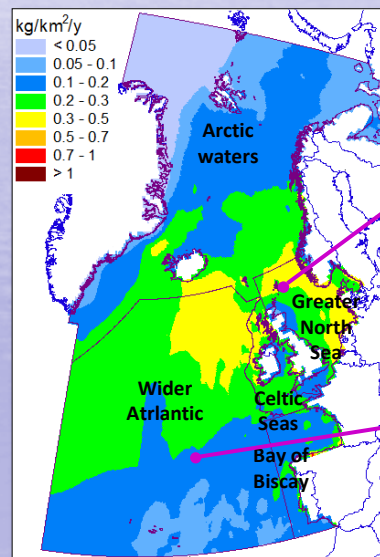 kg/km²/y
< 0.05
0.05 - 0.1
0.1 - 0.2
0.2 - 0.3
0.3 - 0.5
0.5 - 0.7
0.7 - 1
> 1
Arctic
waters
Greater
North
Sea
Wider
Atrlantic
Celtic
Seas
Bay of
Biscay